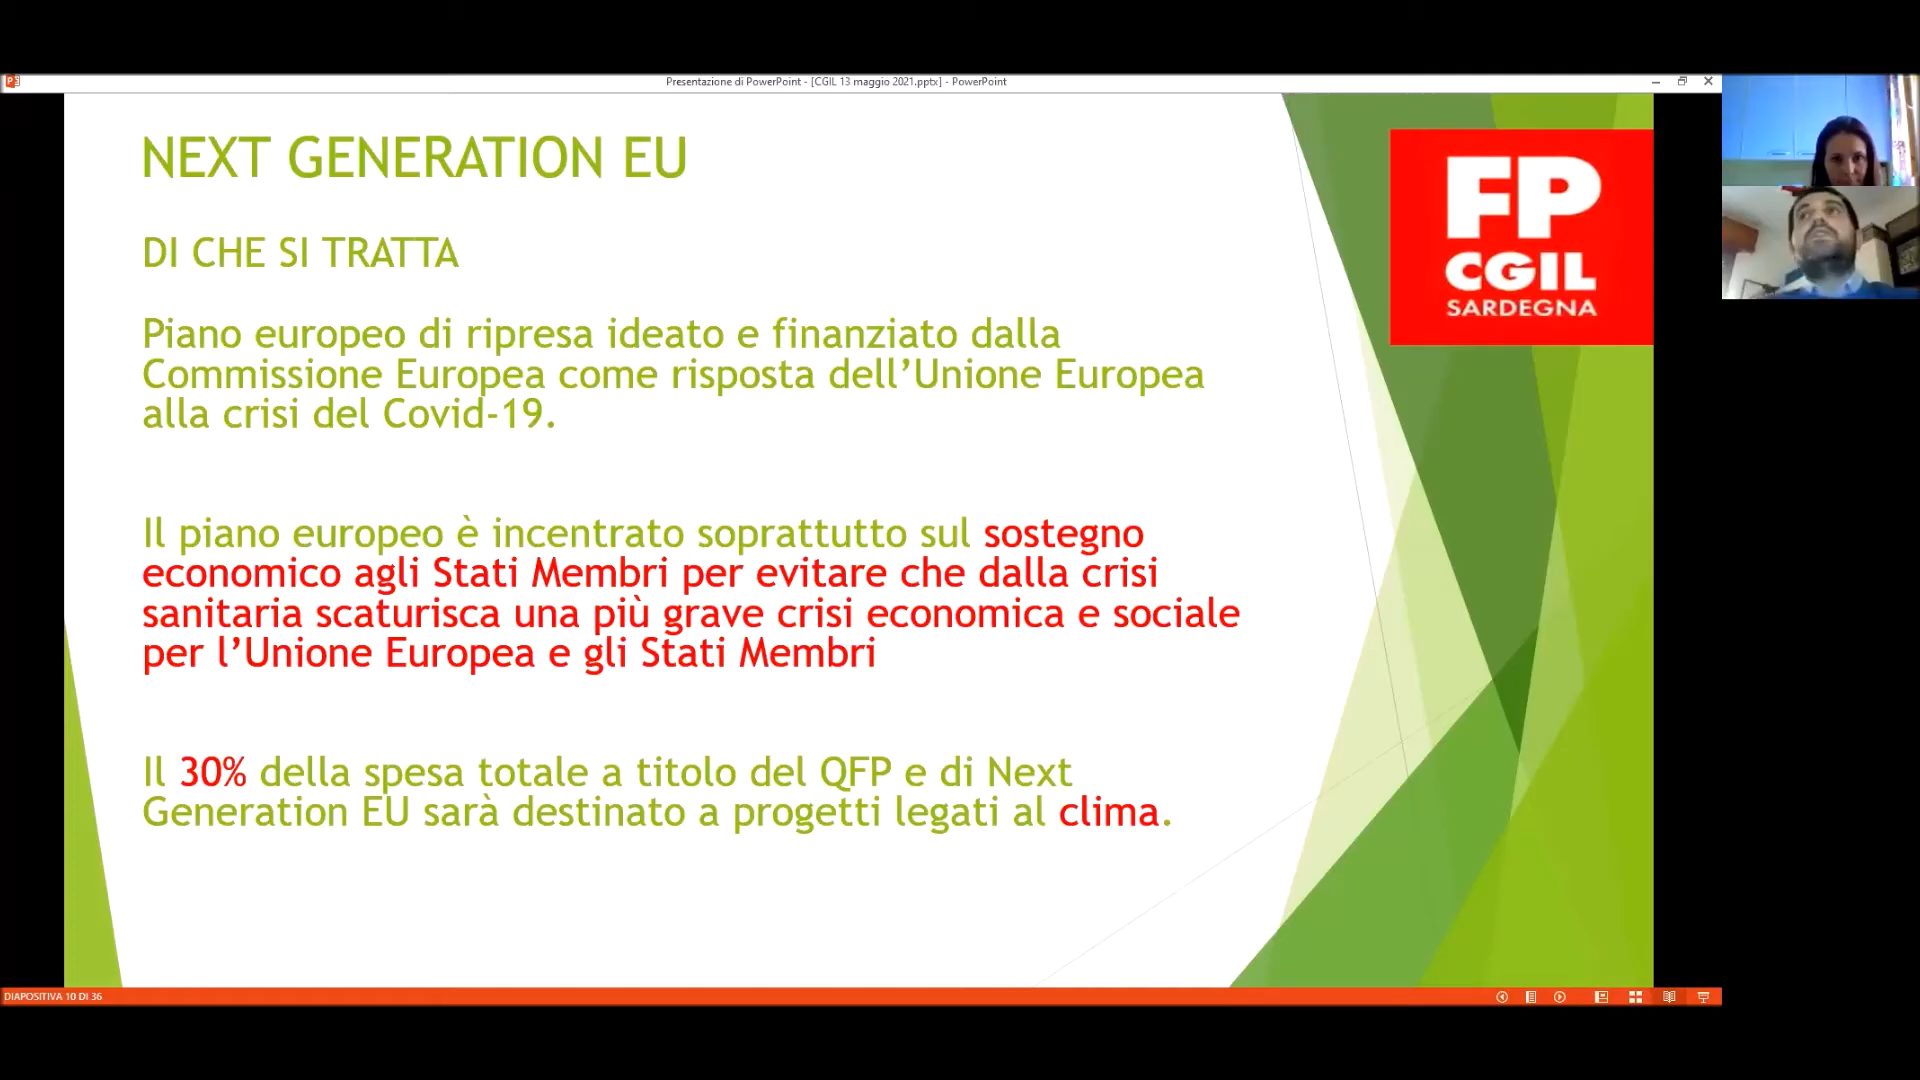 Presentazione di PowerPoint - [CGIL 13 maggio 2021.pptx] - PowerPoint
NEXT GENERATION EU
DI CHE SI TRATTA
Piano europeo di ripresa ideato e finanziato dalla
Commissione Europea come risposta dell’Unione Europea
alla crisi del Covid-19.
Il piano europeo è incentrato soprattutto sul sostegno
economico agli Stati Membri per evitare che dalla crisi
sanitaria scaturisca una più grave crisi economica e sociale
per l’Unione Europea e gli Stati Membri
Il 30% della spesa totale a titolo del QFP e di Next
Generation EU sarà destinato a progetti legati al clima.
FP
CGIL
SARDEGNA
DIAPOSITIVA 10 DI 36